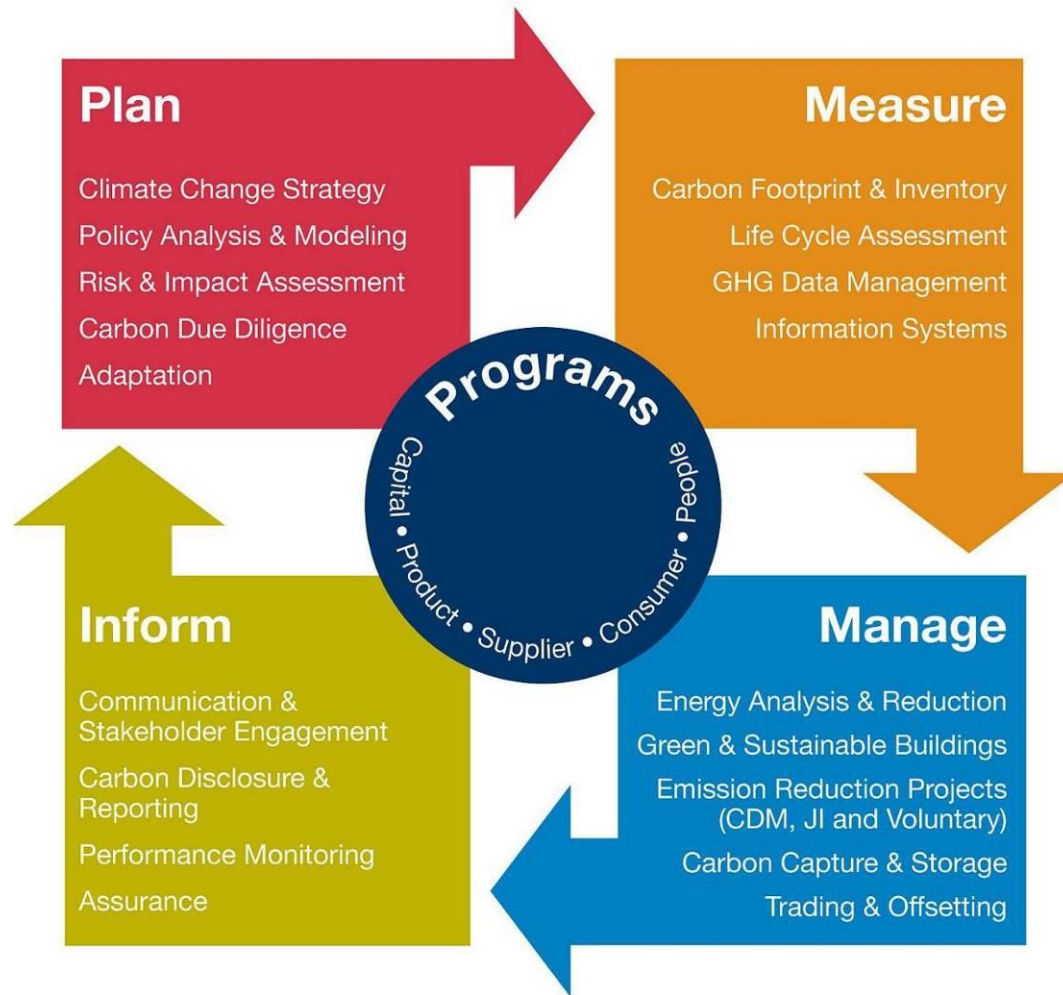 Plan
Climate Change Strategy
Policy Analysis & Modeling
Risk & Impact Assessment
Carbon Due Diligence
Adaptation
Measure
Carbon Footprint & Inventory
Life Cycle Assessment
GHG Data Management
Information Systems
Programs
Capital • Product • Supplier • Consumer • People
Inform
Communication &
Stakeholder Engagement
Carbon Disclosure &
Reporting
Performance Monitoring
Assurance
Manage
Energy Analysis & Reduction
Green & Sustainable Buildings
Emission Reduction Projects
(CDM, JI and Voluntary)
Carbon Capture & Storage
Trading & Offsetting